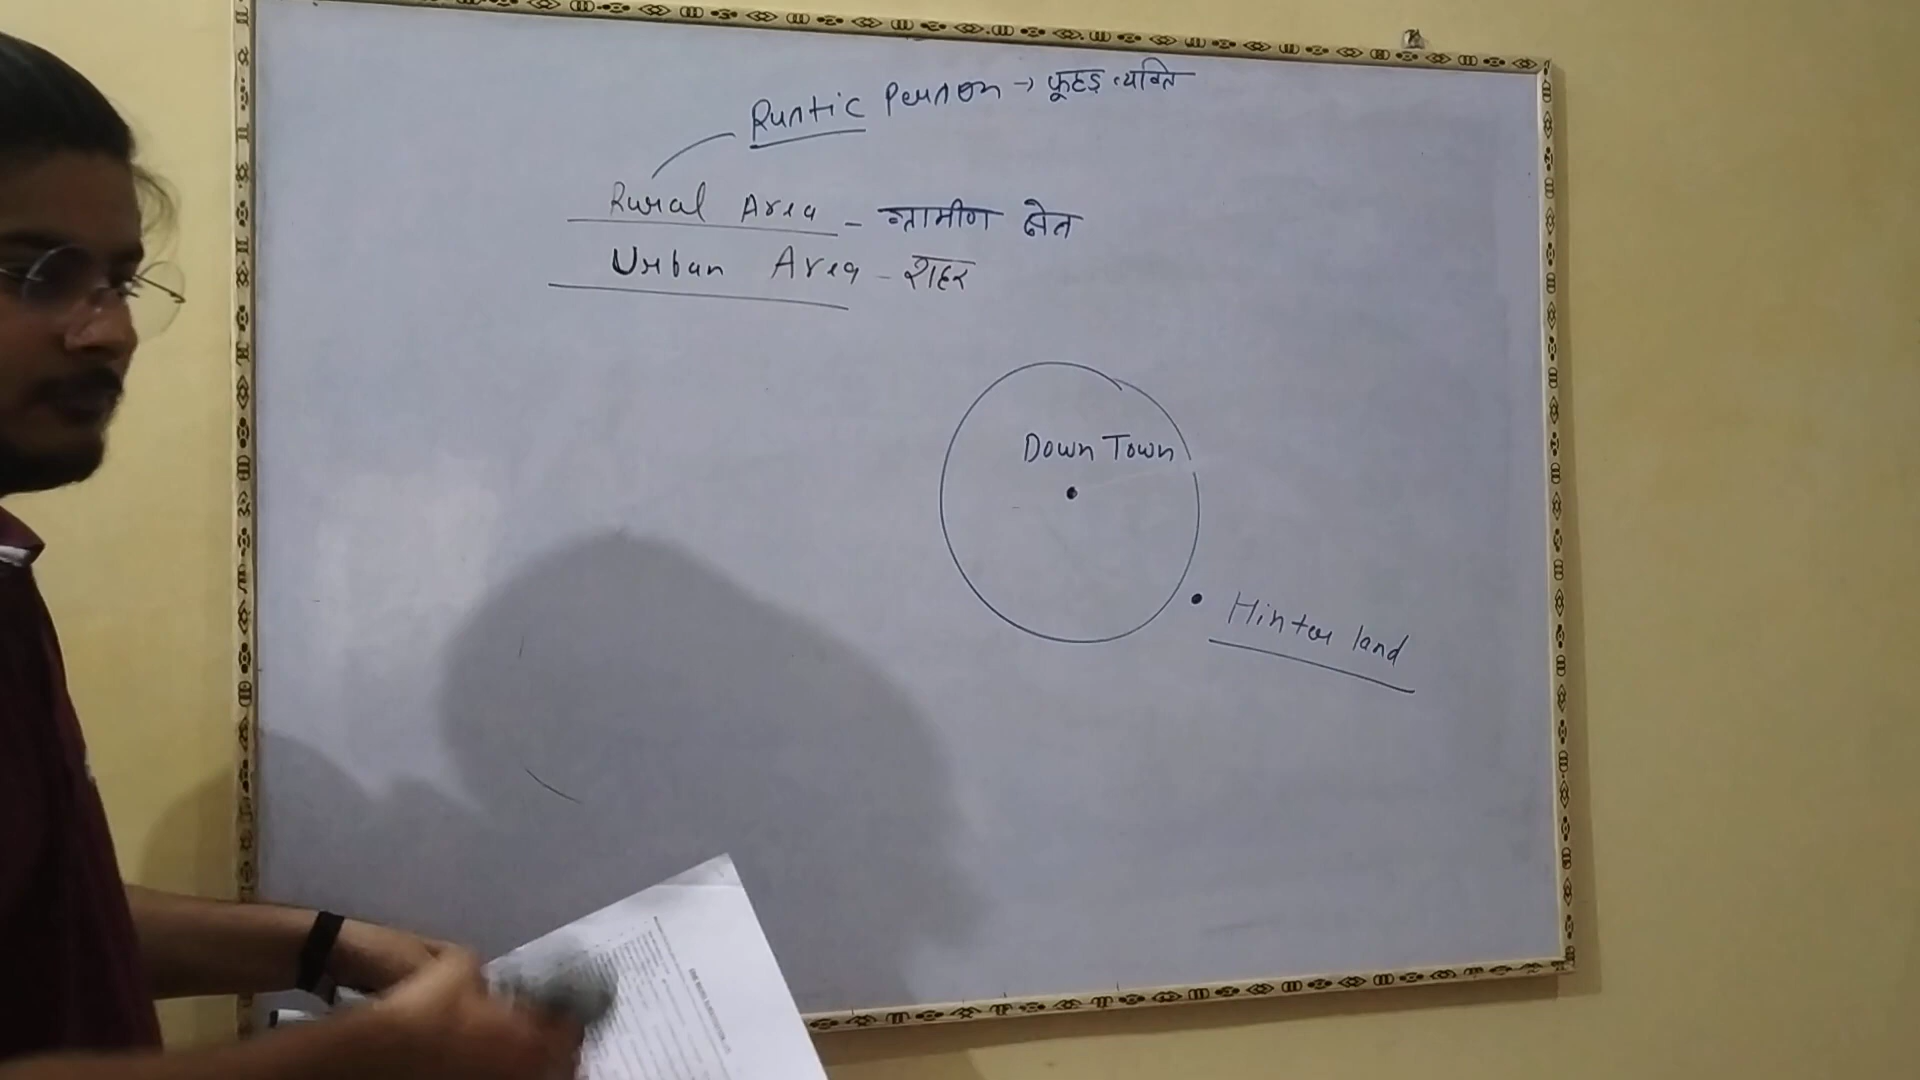 Rustic Person → फूहड़ व्यक्ति
Rural Area - ग्रामीण क्षेत्र
Urban Area - शहर
Down Town
Hinter land